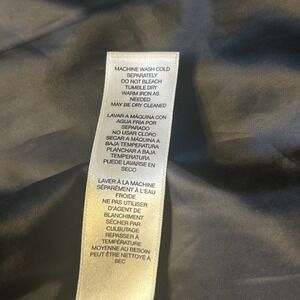 MACHINE WASH COLD
SEPARATELY
DO NOT BLEACH
TUMBLE DRY
WARM IRON AS
NEEDED
MAY BE DRY CLEANED
LAVAR A MÁQUINA CON
AGUA FRIA POR
SEPARADO
NO USAR CLORO
SECAR A MÁQUINA A
BAJA TEMPERATURA
PLANCHAR A BAJA
TEMPERATURA
PUEDE LAVARSE EN
SECO
LAVER À LA MACHINE
SÉPARÉMENT À L'EAU
FROIDE
NE PAS UTILISER
D'AGENT DE
BLANCHIMENT
SÉCHER PAR
CULBUTAGE
REPASSER À
TEMPÉRATURE
MOYENNE AU BESOIN
PEUT ÊTRE NETTOYÉ À
SEC